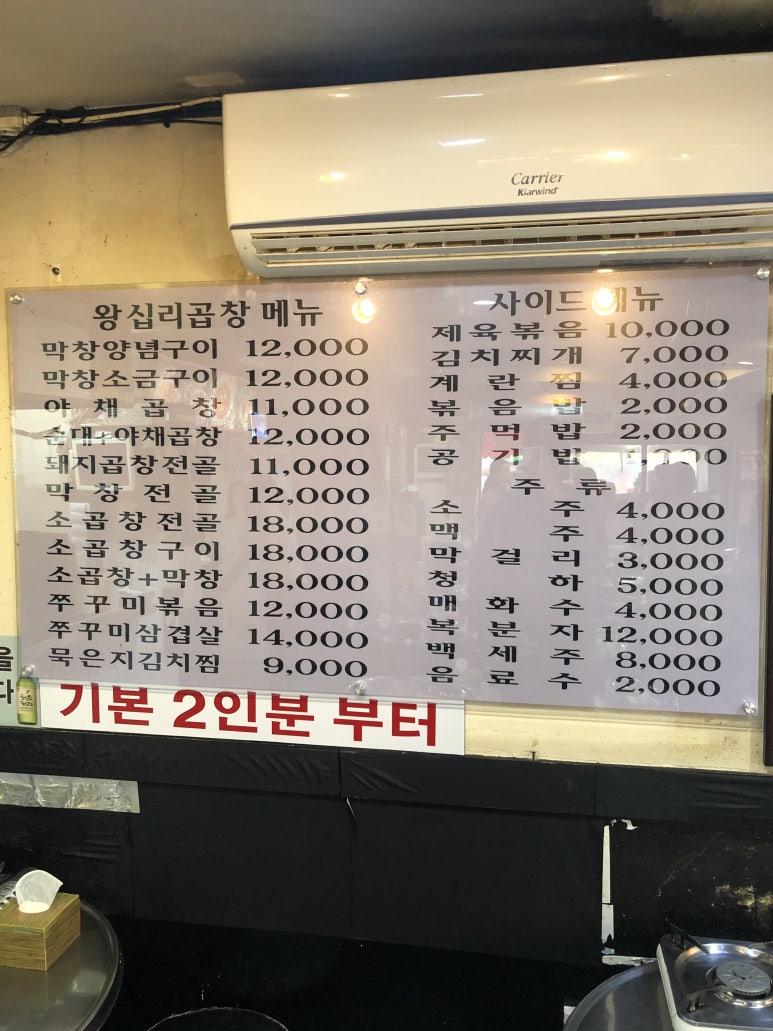 Carrier
Klarwind
왕십리곱창 메뉴
막창양념구이 12,000
막창소금구이 12,000
야채곱창 11,000
순대+야채곱창 12,000
돼지곱창전골 11,000
막창전골 12,000
소곱창전골 18,000
소곱창구이 18,000
소곱창+막창 18,000
쭈꾸미볶음 12,000
쭈꾸미삼겹살 14,000
묵은지김치찜 9,000
사이드메뉴
제육볶음 10,000
김치찌개 7,000
계란찜 4,000
볶음밥 2,000
주먹밥 2,000
공기밥 1,000
주류
소주 4,000
맥주 4,000
막걸리 3,000
청하 5,000
매화수 4,000
복분자 12,000
백세주 8,000
음료수 2,000
을
다
기본 2인분 부터